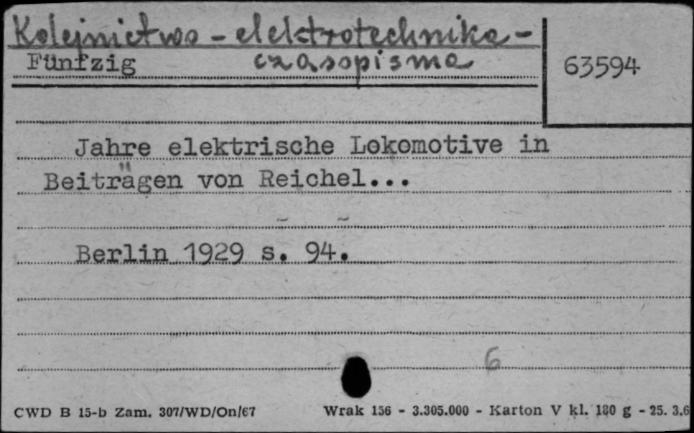 Kolejnictwo - elektrotechnika -
czasopisma
Fünfzig
63594
Jahre elektrische Lokomotive in
Beiträgen von Reichel...
Berlin 1929 s. 94.
6
CWD B 15-b Zam. 307/WD/On/67 Wrak 156 - 3.305.000 - Karton V kl. 180 g - 25. 3.6